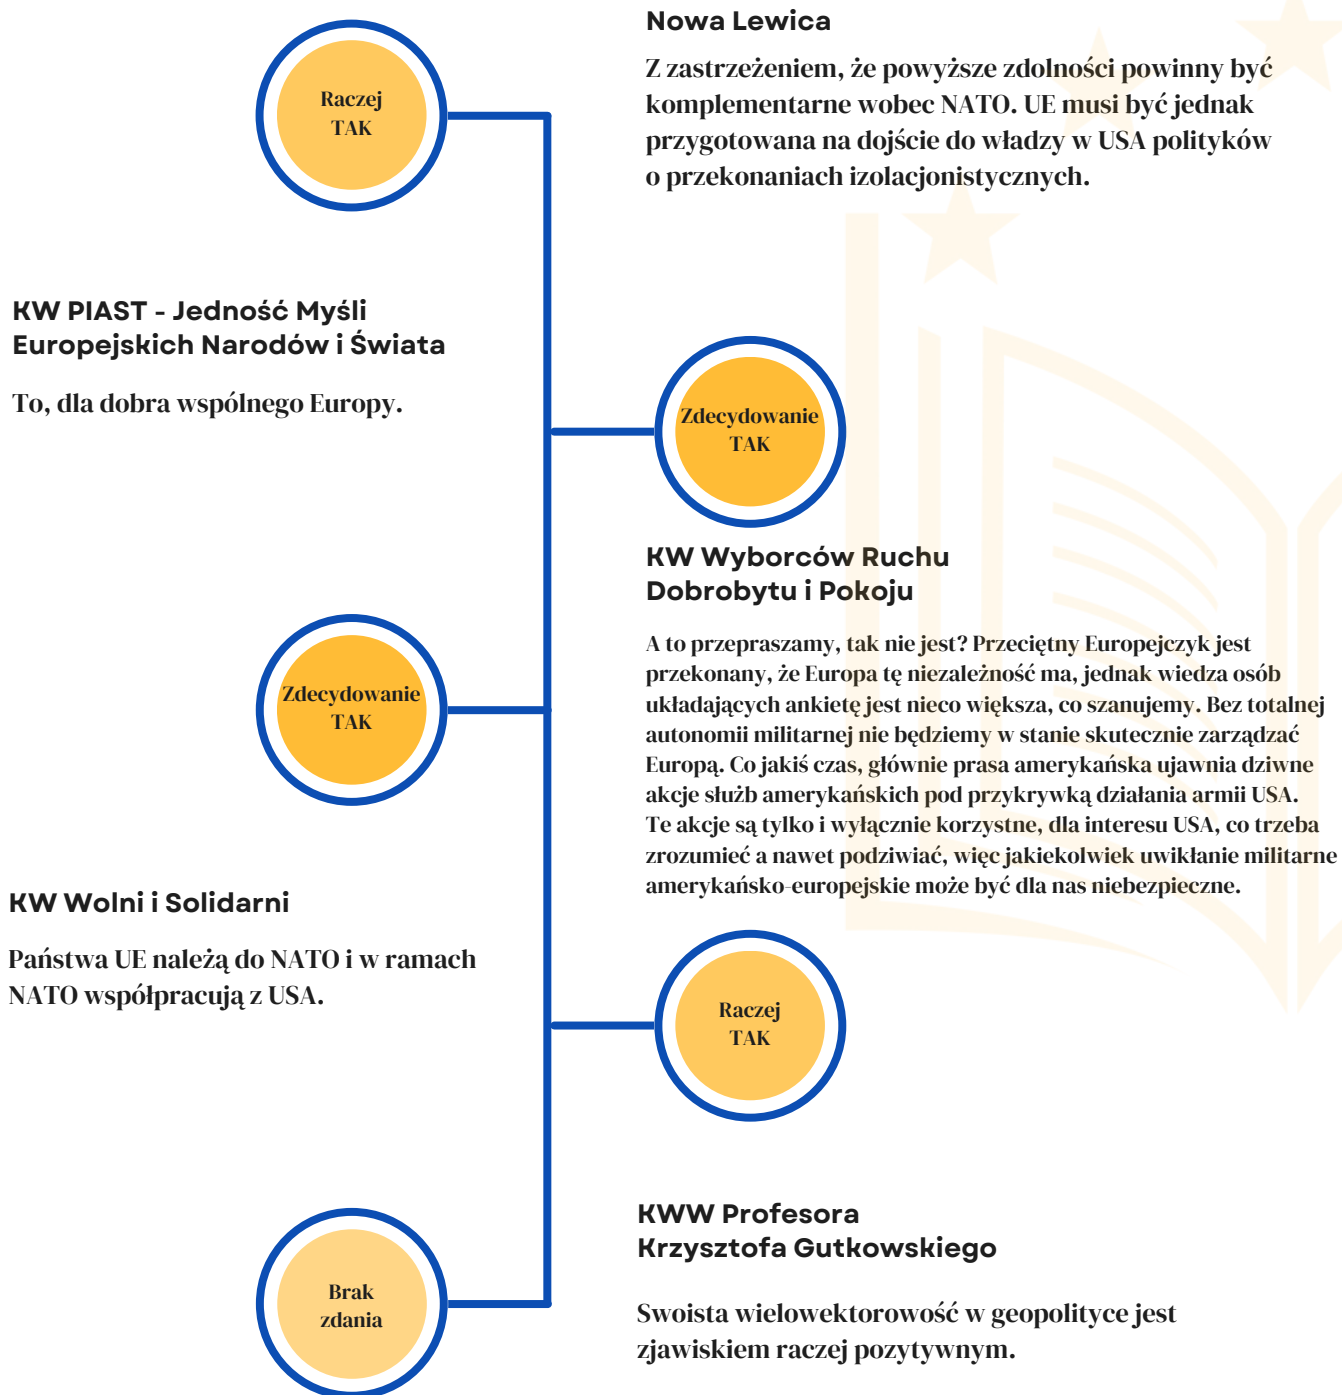 Nowa Lewica
Raczej
TAK
Z zastrzeżeniem, że powyższe zdolności powinny być
komplementarne wobec NATO. UE musi być jednak
przygotowana na dojście do władzy w USA polityków
o przekonaniach izolacjonistycznych.
KW PIAST - Jedność Myśli
Europejskich Narodów i Świata
To, dla dobra wspólnego Europy.
Zdecydowanie
TAK
KW Wyborców Ruchu
Dobrobytu i Pokoju
Zdecydowanie
TAK
A to przepraszamy, tak nie jest? Przeciętny Europejczyk jest
przekonany, że Europa tę niezależność ma, jednak wiedza osób
układających ankietę jest nieco większa, co szanujemy. Bez totalnej
autonomii militarnej nie będziemy w stanie skutecznie zarządzać
Europą. Co jakiś czas, głównie prasa amerykańska ujawnia dziwne
akcje służb amerykańskich pod przykrywką działania armii USA.
Te akcje są tylko i wyłącznie korzystne, dla interesu USA, co trzeba
zrozumieć a nawet podziwiać, więc jakiekolwiek uwikłanie militarne
amerykańsko-europejskie może być dla nas niebezpieczne.
KW Wolni i Solidarni
Państwa UE należą do NATO i w ramach
NATO współpracują z USA.
Raczej
TAK
KWW Profesora
Krzysztofa Gutkowskiego
Brak
zdania
Swoista wielowektorowość w geopolityce jest
zjawiskiem raczej pozytywnym.